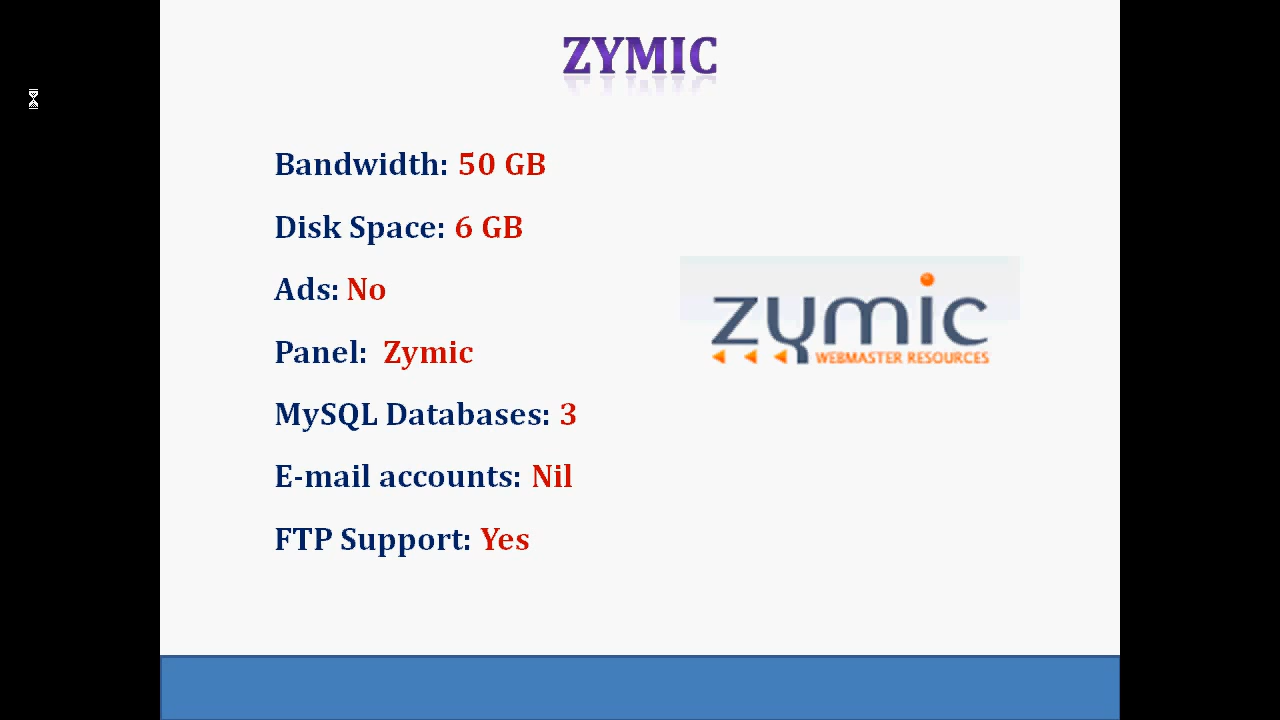 ZYMIC
Bandwidth: 50 GB
Disk Space: 6 GB
Ads: No
Panel: Zymic
MySQL Databases: 3
E-mail accounts: Nil
FTP Support: Yes
zymic
WEBMASTER RESOURCES